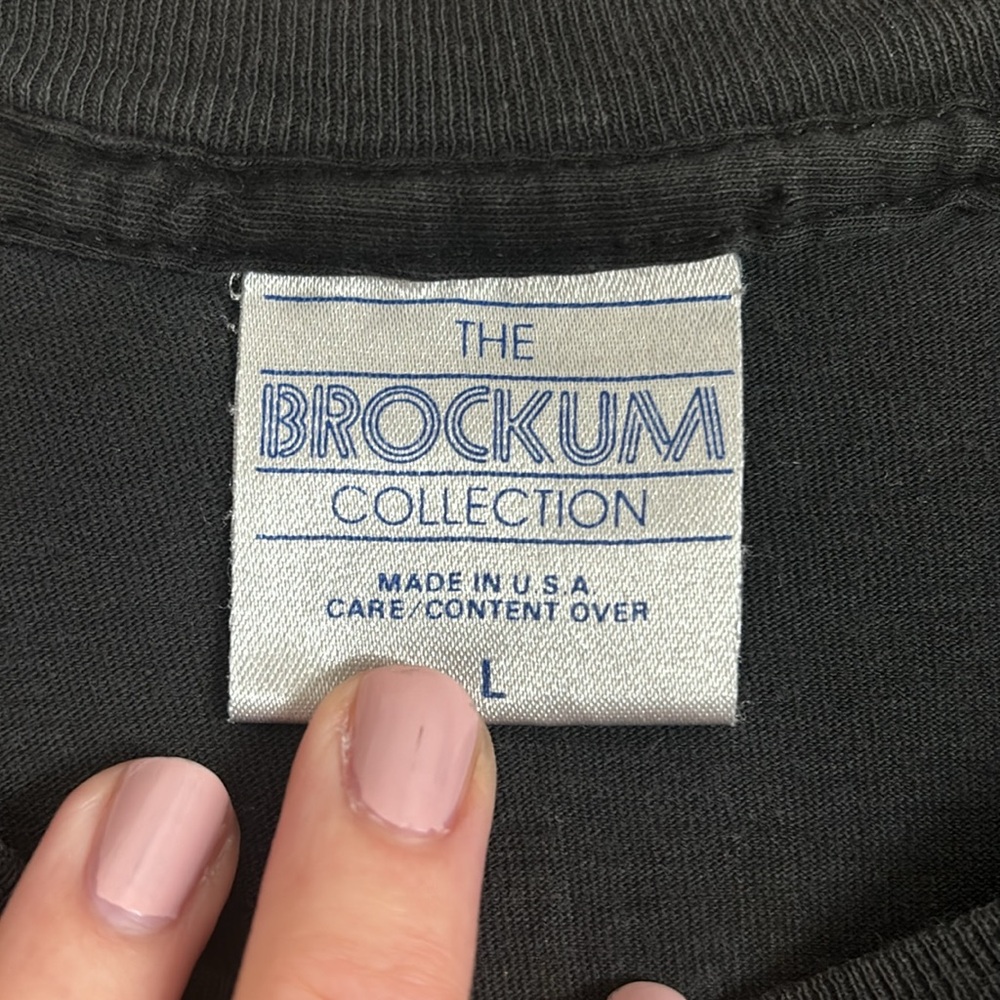 THE
BROCKUM
COLLECTION
MADE IN U.S.A
CARE/CONTENT OVER
L